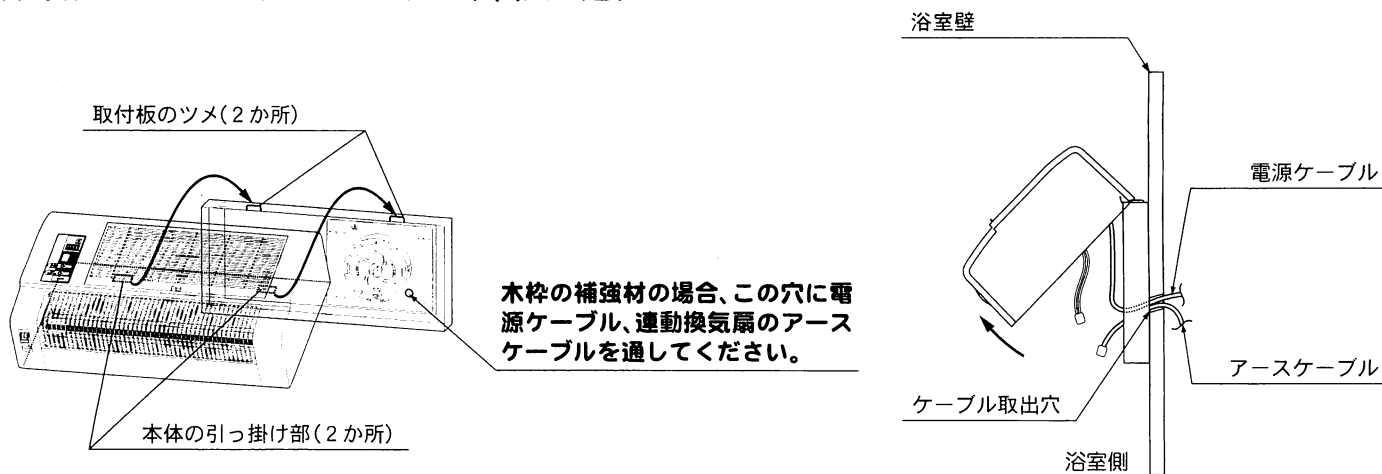 取付板のツメ(2か所)
木枠の補強材の場合、この穴に電
源ケーブル、連動換気扇のアース
ケーブルを通してください。
本体の引っ掛け部(2か所)
浴室壁
電源ケーブル
アースケーブル
ケーブル取出穴
浴室側